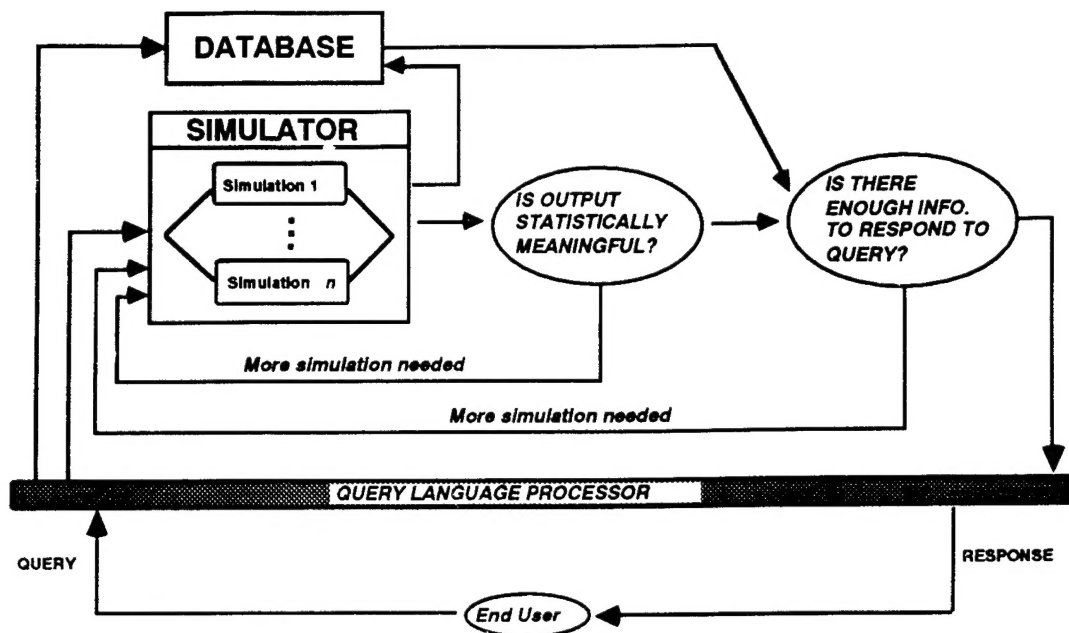 DATABASE
SIMULATOR
Simulation 1
Simulation n
IS OUTPUT
STATISTICALLY
MEANINGFUL?
IS THERE
ENOUGH INFO.
TO RESPOND TO
QUERY?
More simulation needed
More simulation needed
QUERY LANGUAGE PROCESSOR
QUERY
RESPONSE
End User